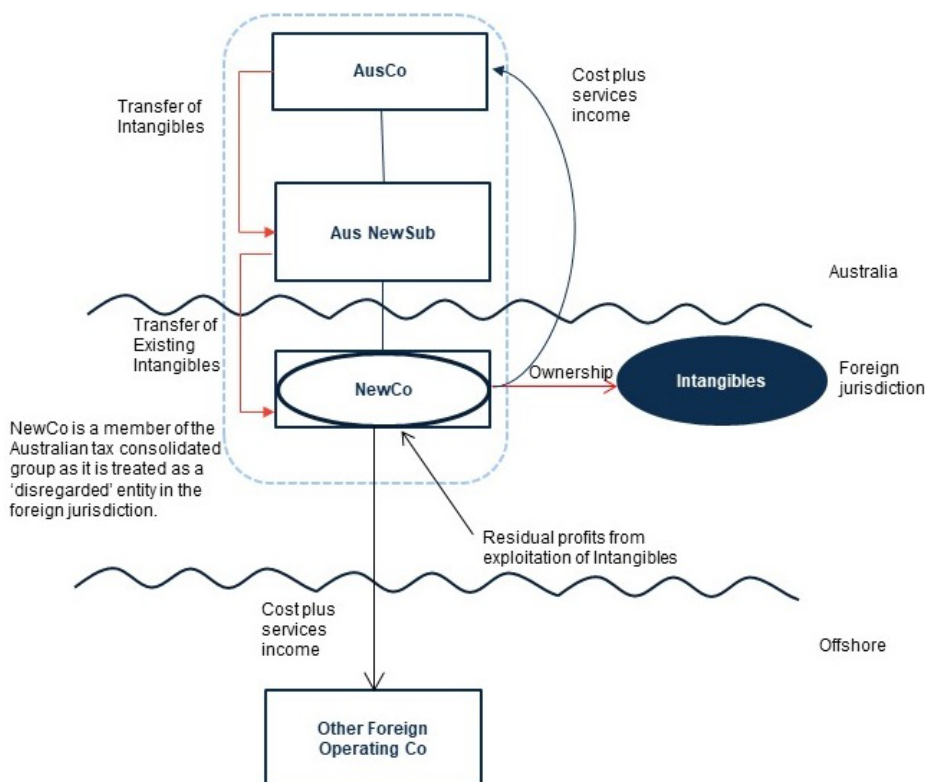 AusCo
Cost plus
services
income
Transfer of
Intangibles
Aus NewSub
Australia
Transfer of
Existing
Intangibles
NewCo
Ownership
Intangibles
Foreign
jurisdiction
NewCo is a member of the
Australian tax consolidated
group as it is treated as a
‘disregarded’ entity in the
foreign jurisdiction.
Residual profits from
exploitation of Intangibles
Cost plus
services
income
Offshore
Other Foreign
Operating Co